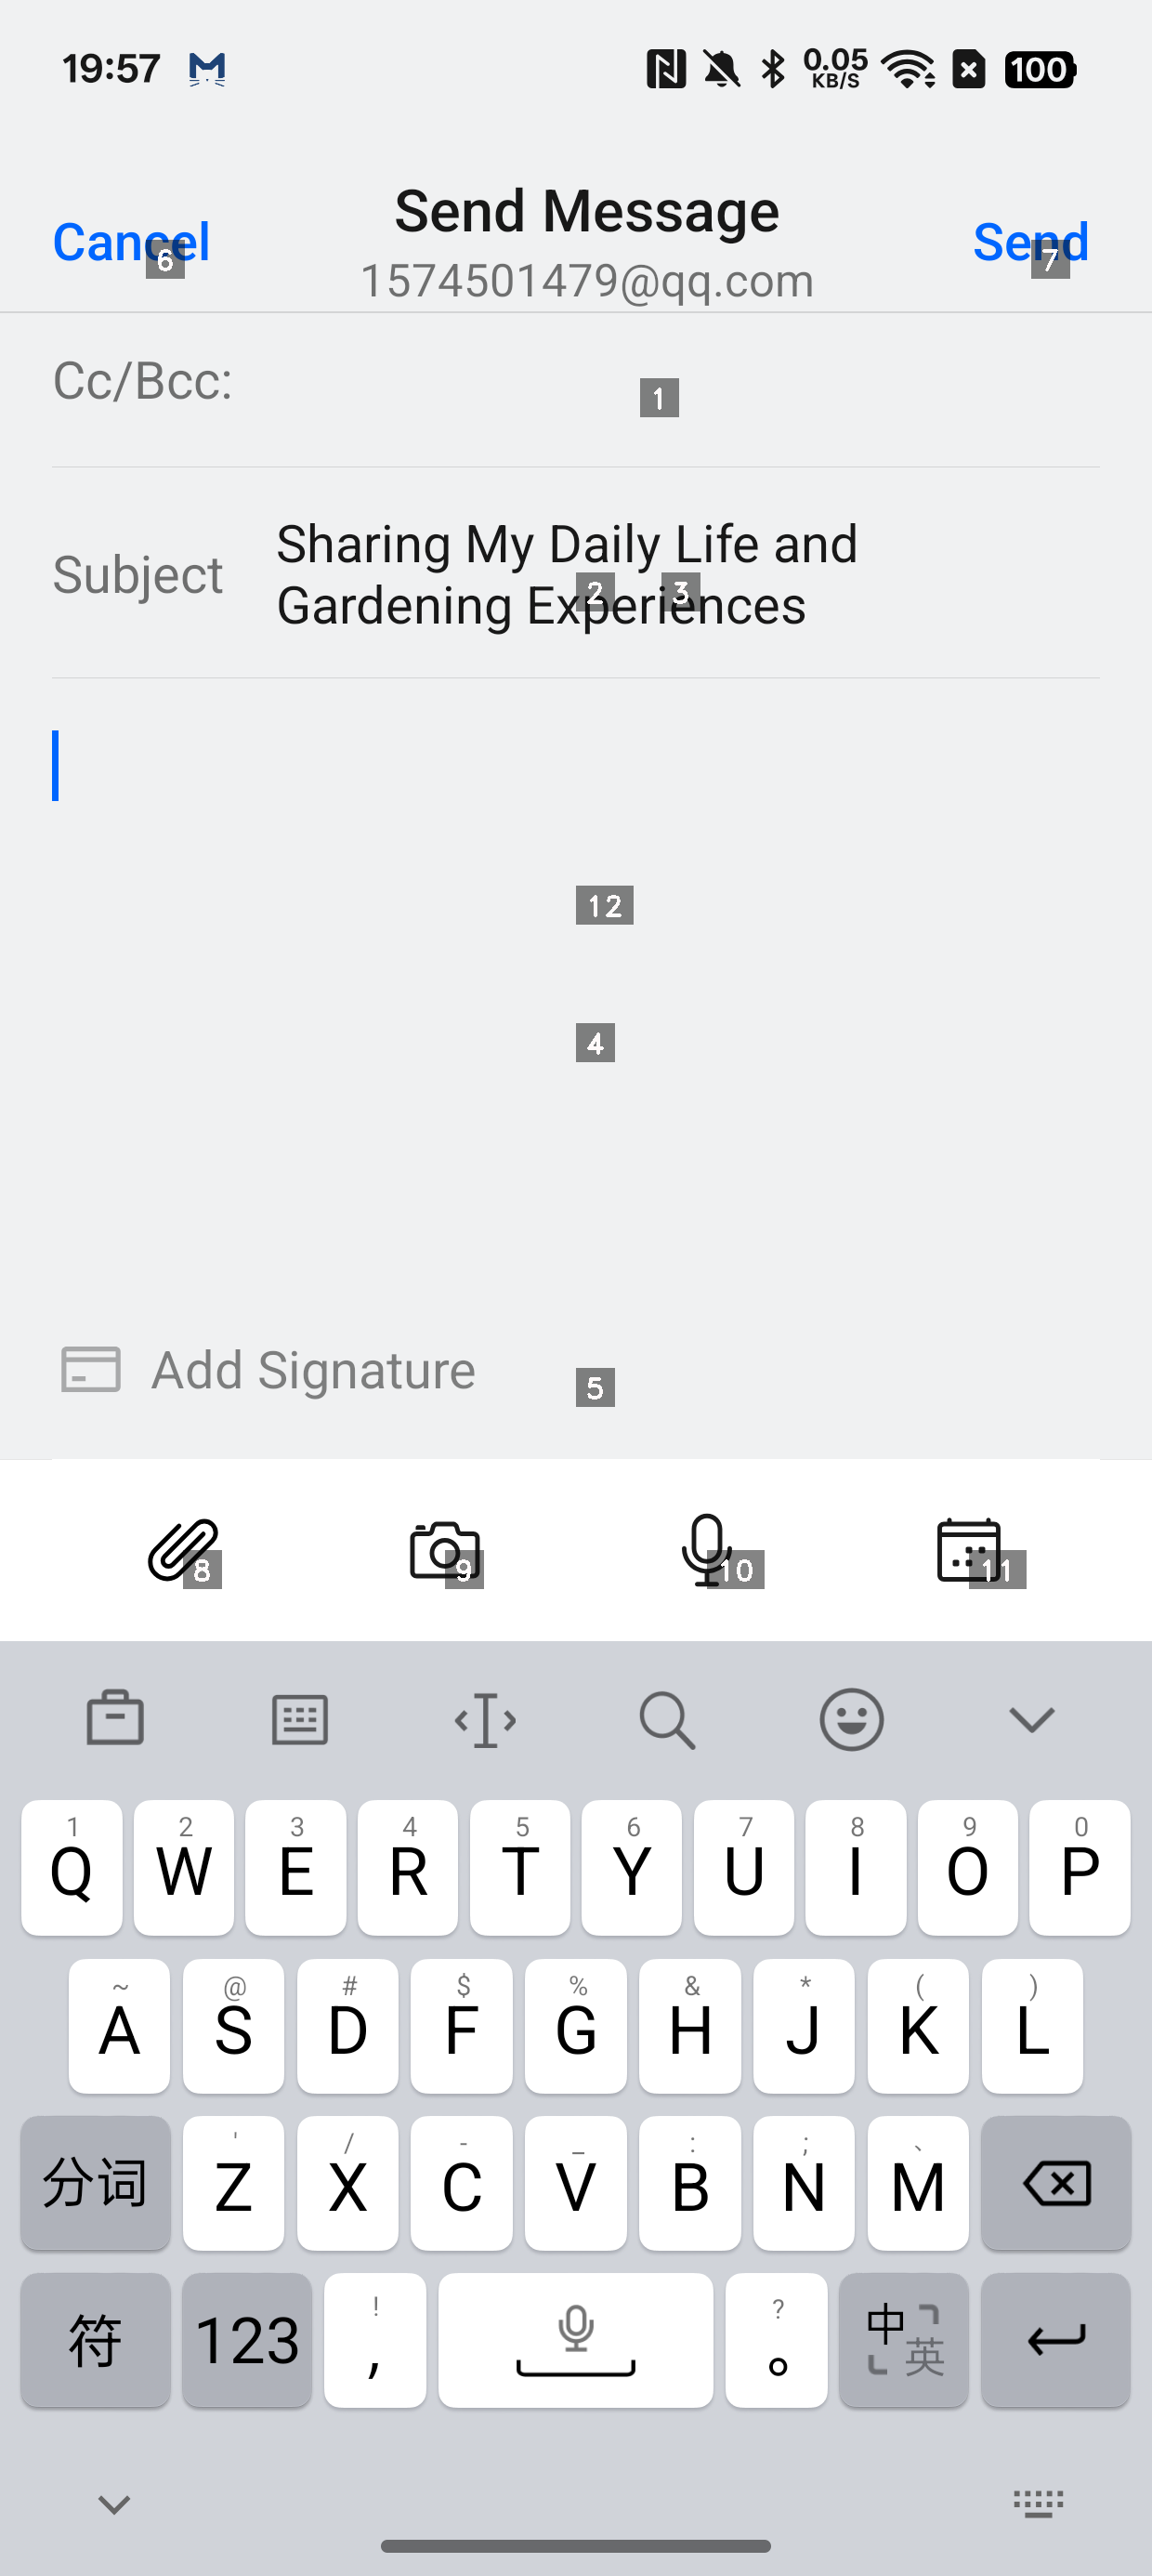 19:57
0.05
KB/S
100
Send Message
Cancel
Send
6
7
1574501479@qq.com
Cc/Bcc:
1
Subject
Sharing My Daily Life and
Gardening Experiences
2
3
12
4
Add Signature
5
8
9
10
11
1 2 3 4 5 6 7 8 9 0
Q W E R T Y U I O P
~ @ # $ % & * ( )
A S D F G H J K L
' / - _ : ; 、
分词 Z X C V B N M
! ?
符 123 , 。 中 英